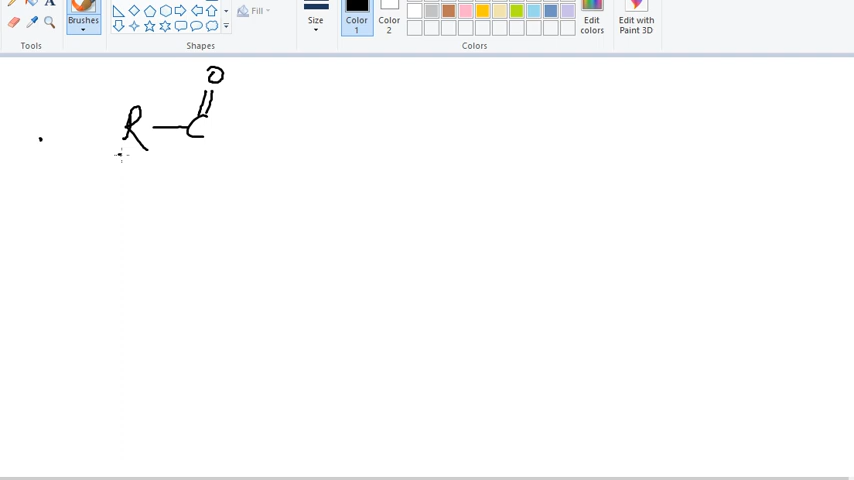 Brushes
Fill
Size
Color
1
Color
2
Edit
colors
Edit with
Paint 3D
Tools
Shapes
Colors
O
R — C